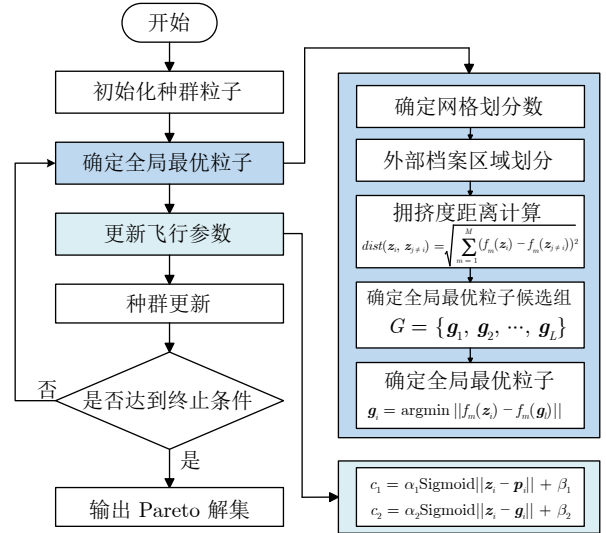 开始
初始化种群粒子
确定全局最优粒子
更新飞行参数
种群更新
否
是否达到终止条件
是
输出 Pareto 解集
确定网格划分数
外部档案区域划分
拥挤度距离计算
dist(z_i, z_{j≠i}) = \sqrt{\sum_{m=1}^{M} (f_m(z_i) − f_m(z_{j≠i}))^2}
确定全局最优粒子候选组
G = {g_1, g_2, ⋯, g_L}
确定全局最优粒子
g_i = argmin ||f_m(z_i) − f_m(g_l)||
c_1 = α_1Sigmoid||z_i − p_i|| + β_1
c_2 = α_2Sigmoid||z_i − g_i|| + β_2